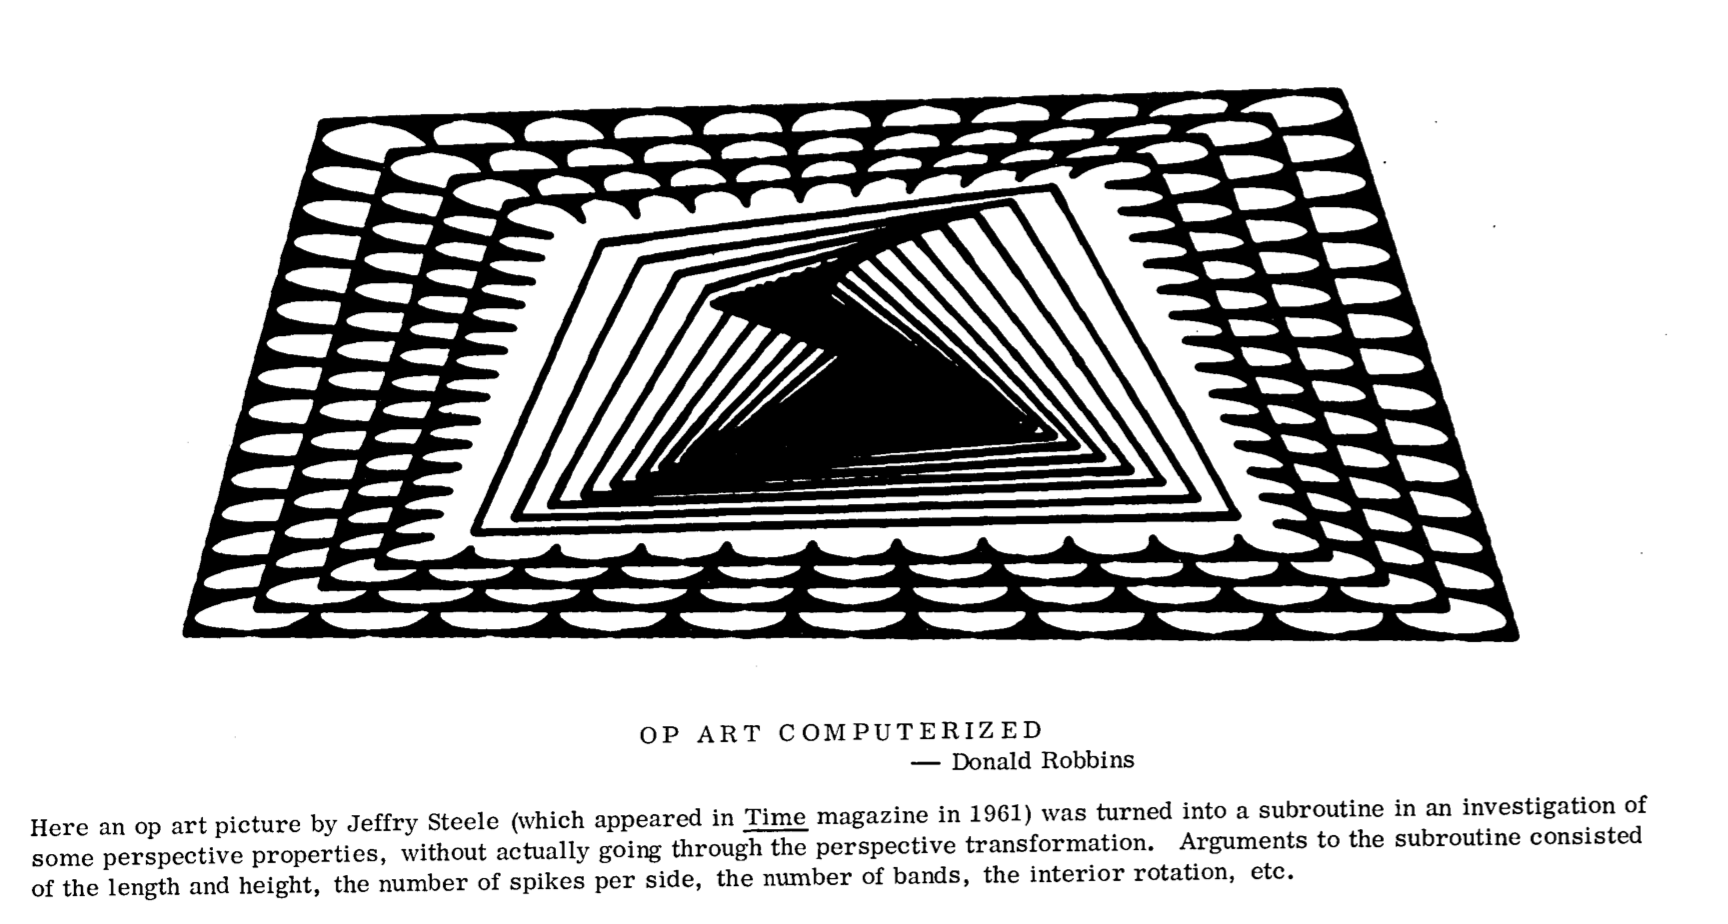 OP ART COMPUTERIZED
— Donald Robbins
Here an op art picture by Jeffry Steele (which appeared in Time magazine in 1961) was turned into a subroutine in an investigation of
some perspective properties, without actually going through the perspective transformation. Arguments to the subroutine consisted
of the length and height, the number of spikes per side, the number of bands, the interior rotation, etc.